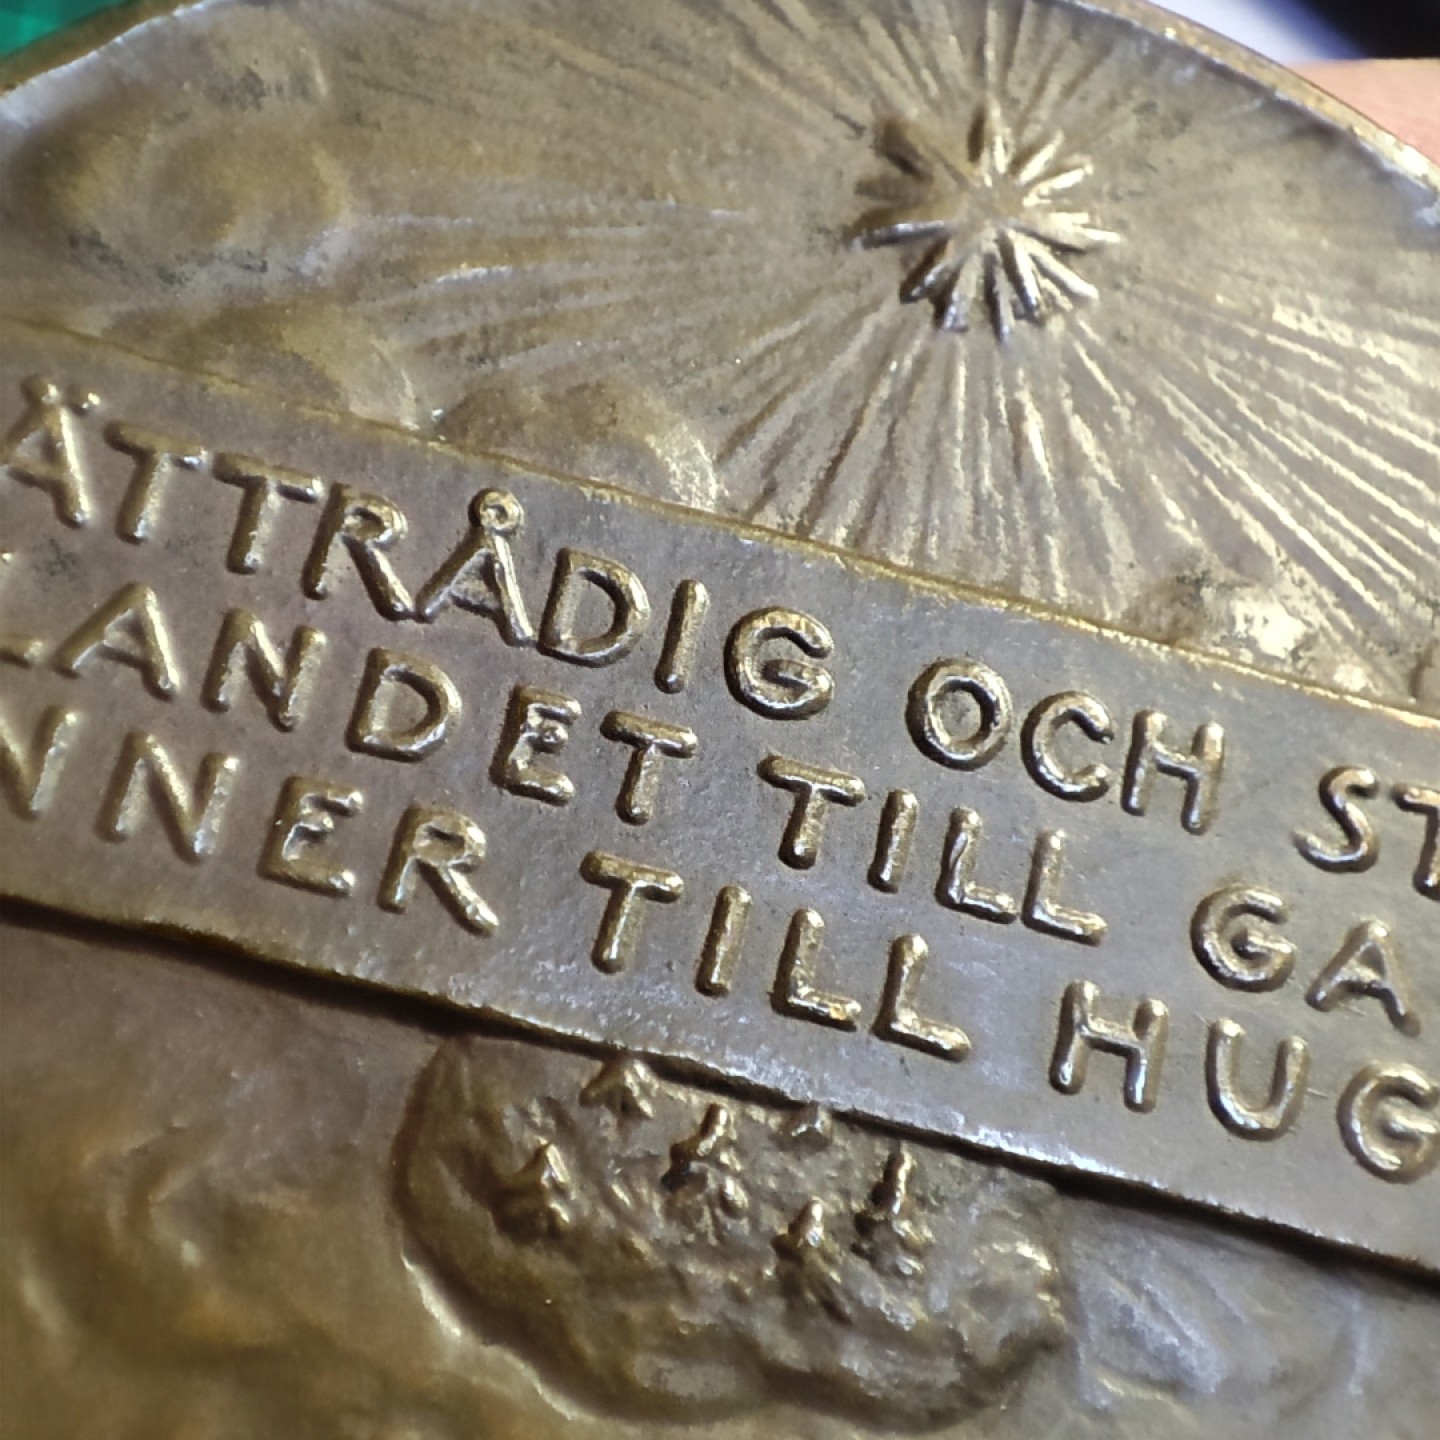 ÄTTRÅDIG OCH ST
LANDET TILL GA
NNER TILL HUG